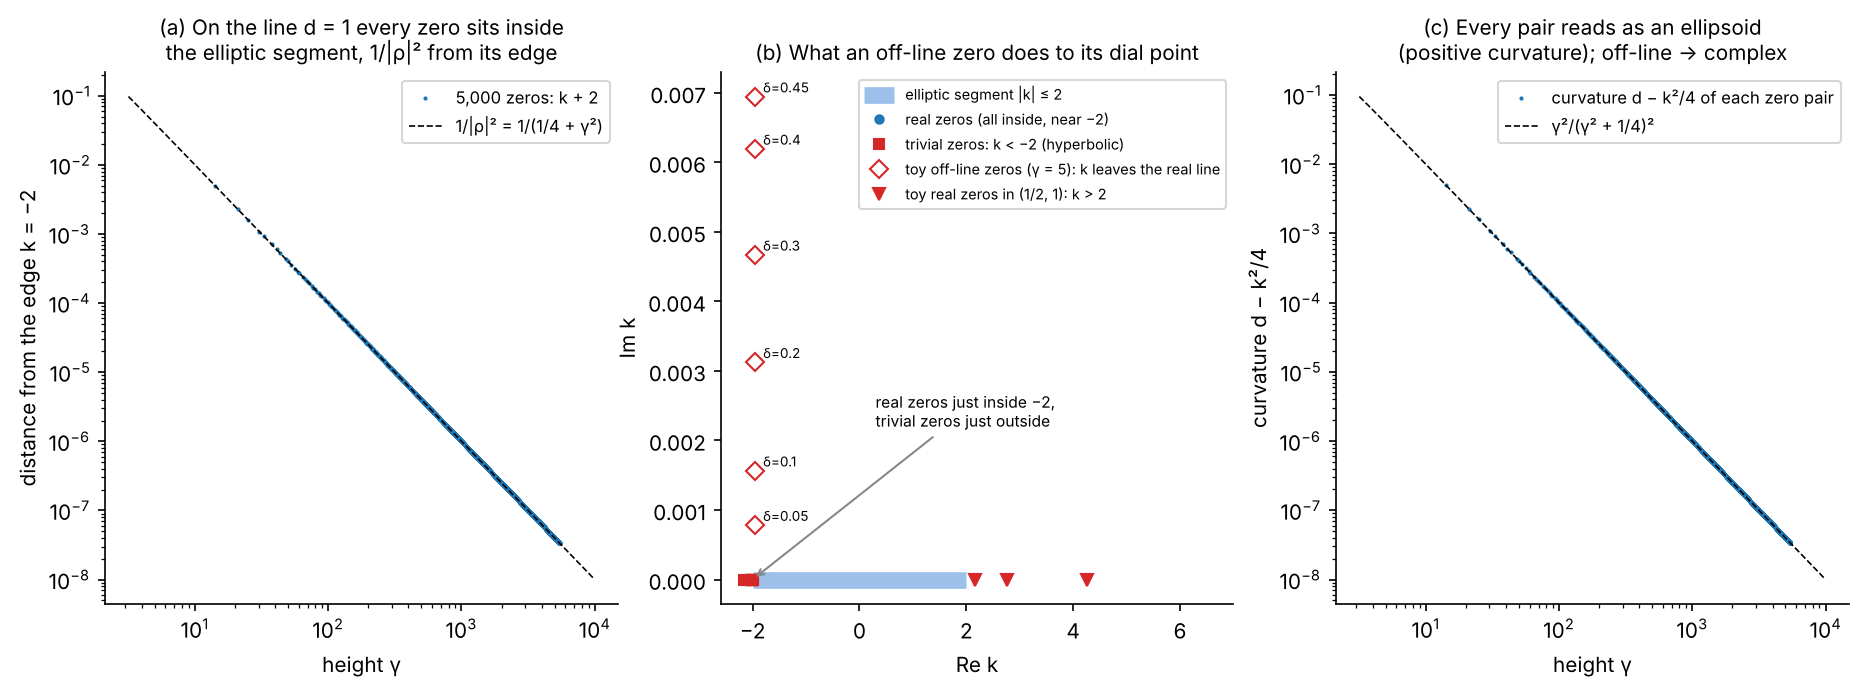 (a) On the line d = 1 every zero sits inside
the elliptic segment, 1/|ρ|² from its edge
5,000 zeros: k + 2
1/|ρ|² = 1/(1/4 + γ²)
distance from the edge k = −2
10⁻¹
10⁻²
10⁻³
10⁻⁴
10⁻⁵
10⁻⁶
10⁻⁷
10⁻⁸
10¹
10²
10³
10⁴
height γ
(b) What an off-line zero does to its dial point
elliptic segment |k| ≤ 2
real zeros (all inside, near −2)
trivial zeros: k < −2 (hyperbolic)
toy off-line zeros (γ = 5): k leaves the real line
toy real zeros in (1/2, 1): k > 2
δ=0.45
δ=0.4
δ=0.3
δ=0.2
δ=0.1
δ=0.05
real zeros just inside −2,
trivial zeros just outside
Im k
0.007
0.006
0.005
0.004
0.003
0.002
0.001
0.000
−2
0
2
4
6
Re k
(c) Every pair reads as an ellipsoid
(positive curvature); off-line → complex
curvature d − k²/4 of each zero pair
γ²/(γ² + 1/4)²
curvature d − k²/4
10⁻¹
10⁻²
10⁻³
10⁻⁴
10⁻⁵
10⁻⁶
10⁻⁷
10⁻⁸
10¹
10²
10³
10⁴
height γ